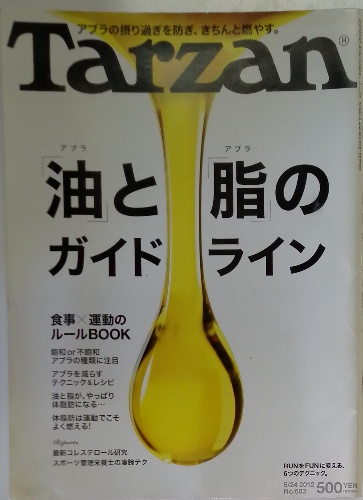 アブラの摂り過ぎを防ぎ、きちんと燃やす。
Tarzan®
アブラ アブラ
「油」と「脂」の
ガイドライン
食事×運動の
ルールBOOK
飽和or不飽和
アブラの種類に注目
アブラを減らす
テクニック&レシピ
油と脂が、やっぱり
体脂肪になる…
体脂肪は運動でこそ
よく燃える!
Reports
最新コレステロール研究
スポーツ管理栄養士の凄腕テク
RUNをFUNに変える、
6つのテクニック。
5/24 2012
No.603
500YEN